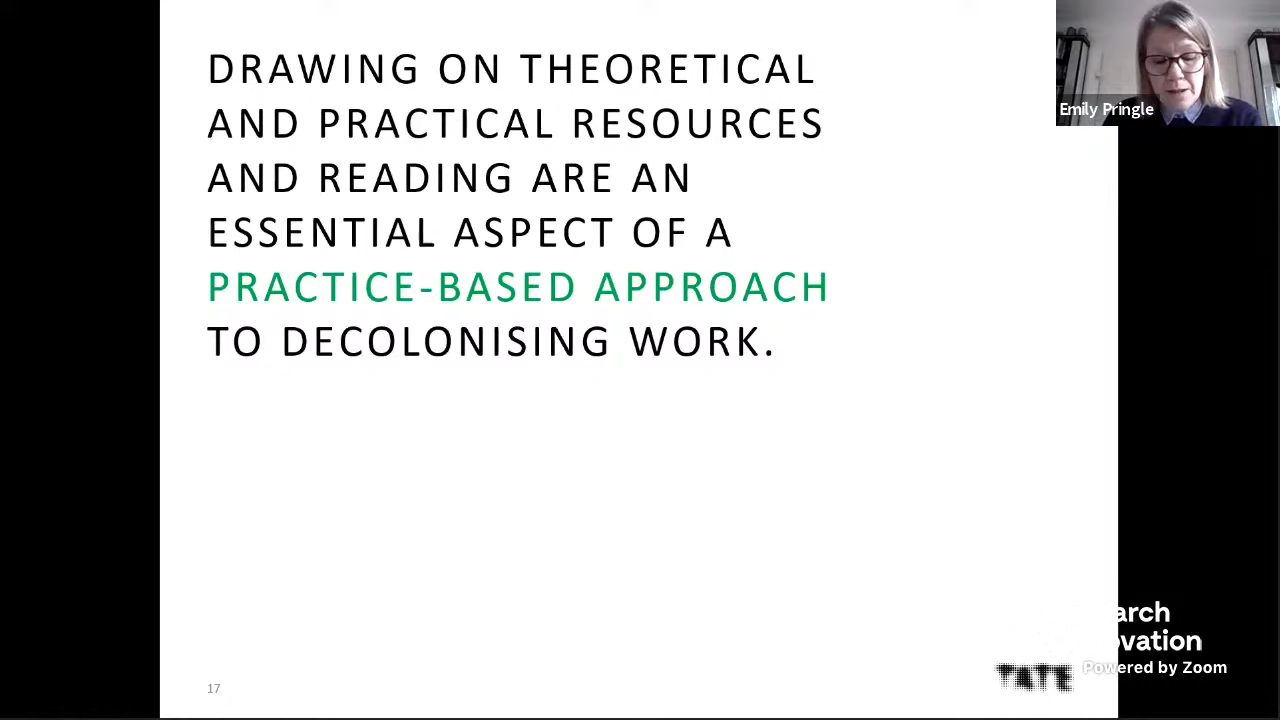 DRAWING ON THEORETICAL
AND PRACTICAL RESOURCES
AND READING ARE AN
ESSENTIAL ASPECT OF A
PRACTICE-BASED APPROACH
TO DECOLONISING WORK.
Emily Pringle
arch
ovation
Powered by Zoom
TATE
17